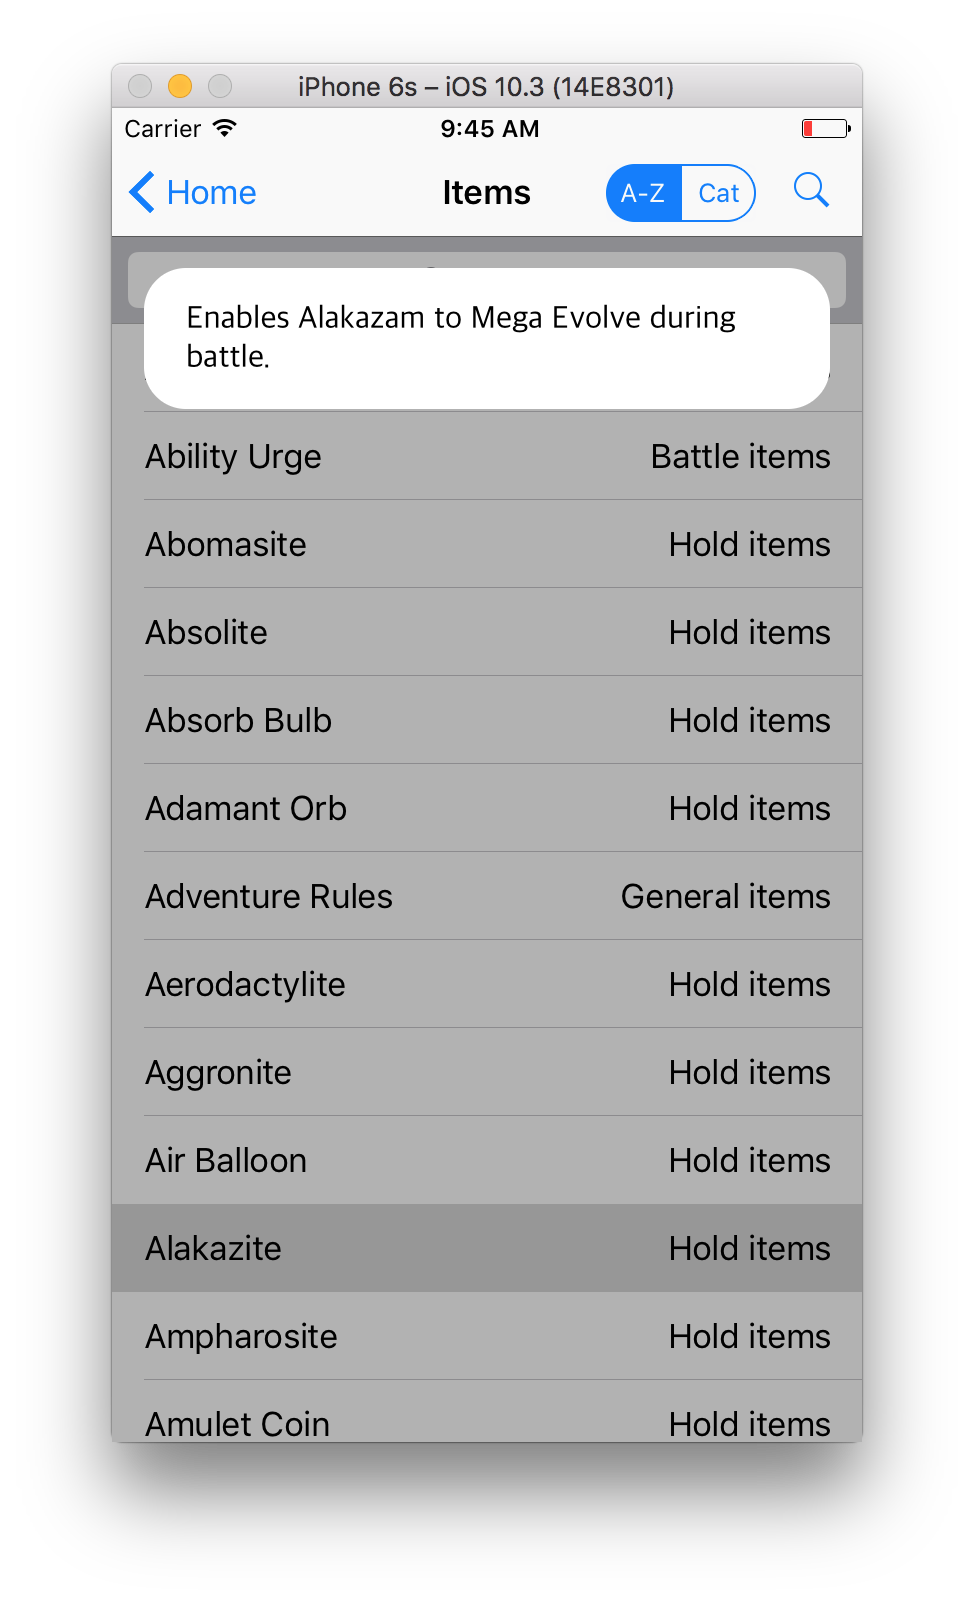 iPhone 6s – iOS 10.3 (14E8301)
Carrier 9:45 AM
Home Items A-Z Cat
Enables Alakazam to Mega Evolve during
battle.
Ability Urge Battle items
Abomasite Hold items
Absolite Hold items
Absorb Bulb Hold items
Adamant Orb Hold items
Adventure Rules General items
Aerodactylite Hold items
Aggronite Hold items
Air Balloon Hold items
Alakazite Hold items
Ampharosite Hold items
Amulet Coin Hold items